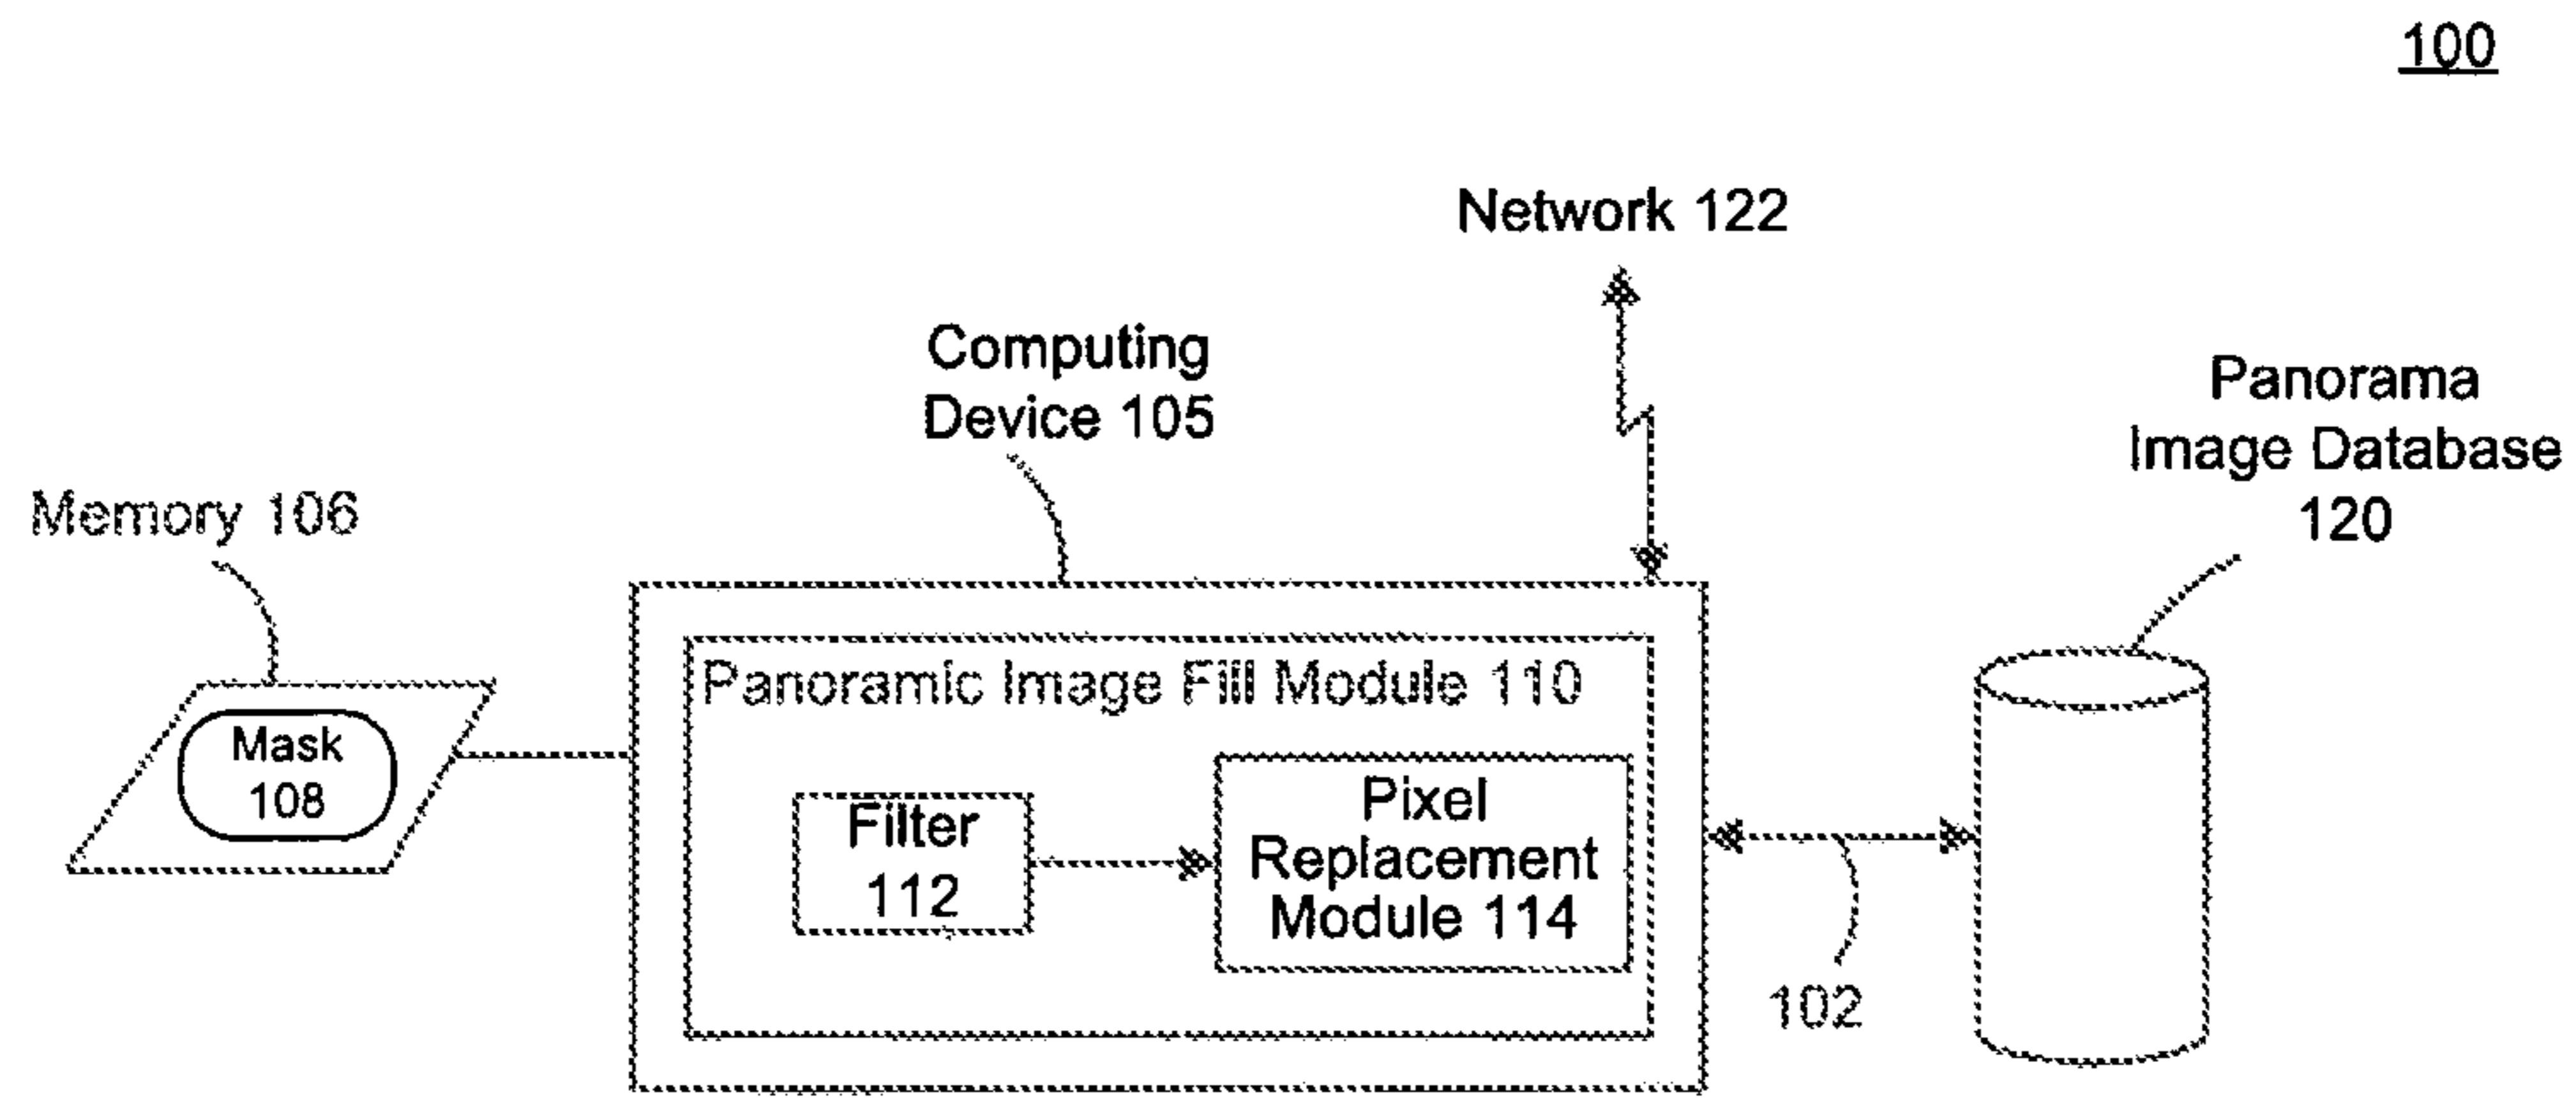 100
Network 122
Computing
Device 105
Panorama
Image Database
120
Memory 106
Mask
108
Panoramic Image Fill Module 110
Filter
112
Pixel
Replacement
Module 114
102